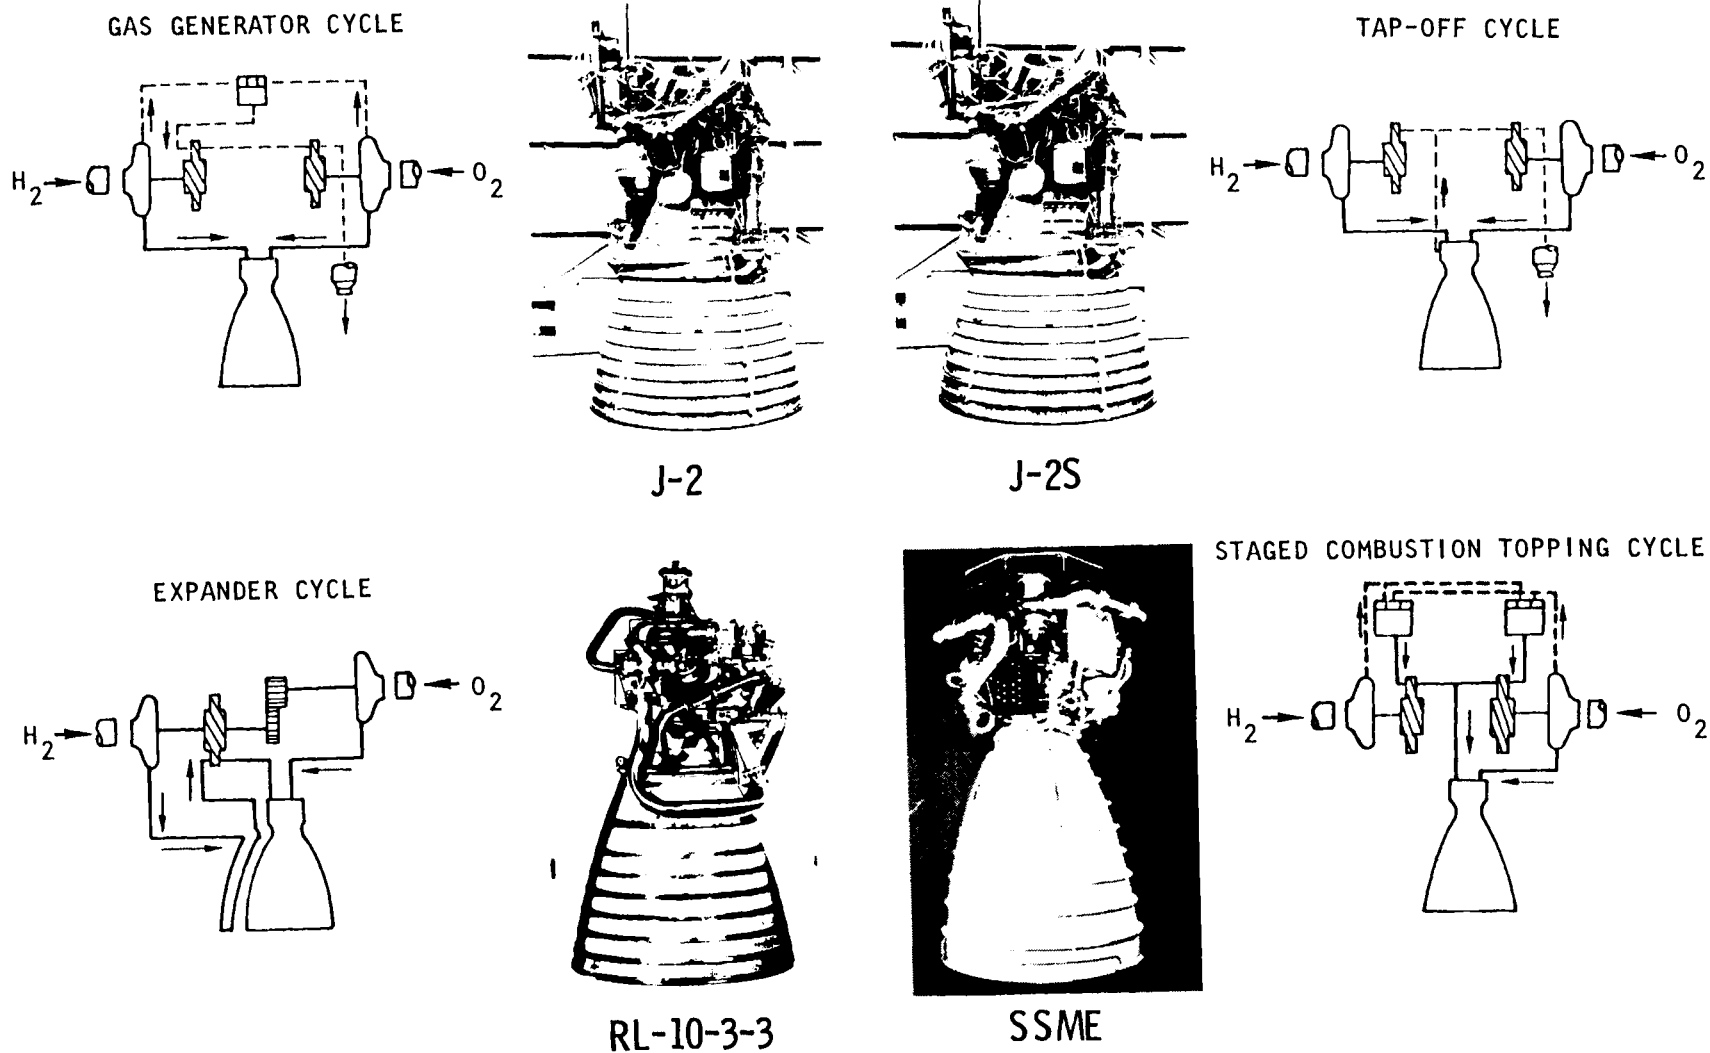 GAS GENERATOR CYCLE
TAP-OFF CYCLE
H2
O2
H2
O2
J-2
J-2S
EXPANDER CYCLE
STAGED COMBUSTION TOPPING CYCLE
H2
O2
H2
O2
RL-10-3-3
SSME